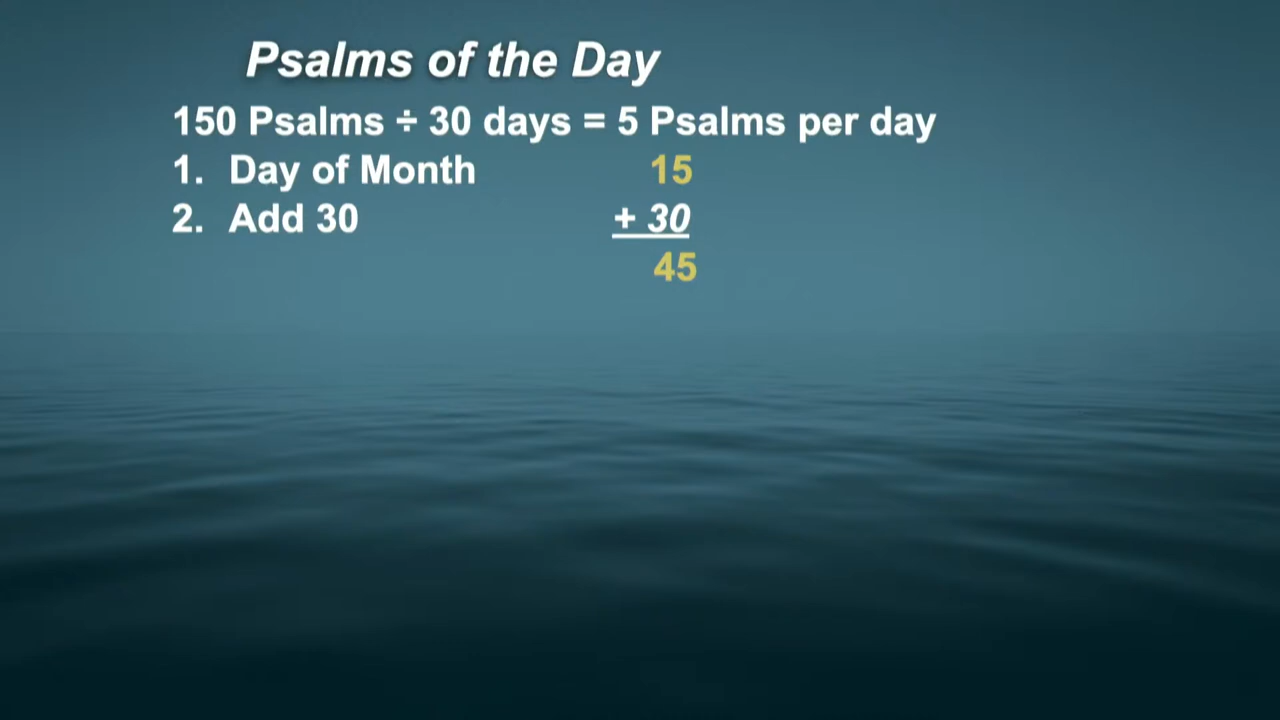 Psalms of the Day
150 Psalms ÷ 30 days = 5 Psalms per day
1. Day of Month 15
2. Add 30 + 30
45